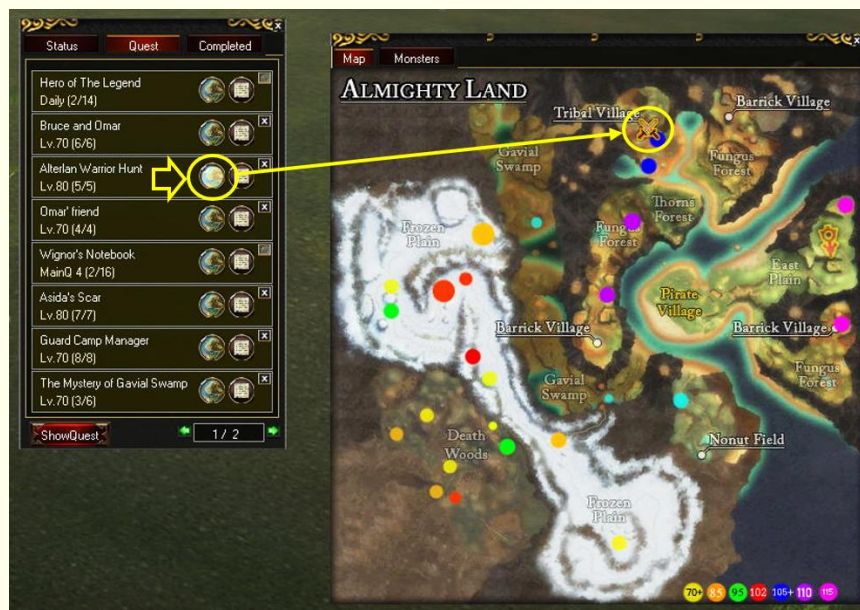 Status Quest Completed
Hero of The Legend
Daily (2/14)
Bruce and Omar
Lv.70 (6/6)
Alterlan Warrior Hunt
Lv.80 (5/5)
Omar' friend
Lv.70 (4/4)
Wignor's Notebook
MainQ 4 (2/16)
Asida's Scar
Lv.80 (7/7)
Guard Camp Manager
Lv.70 (8/8)
The Mystery of Gavial Swamp
Lv.70 (3/6)
ShowQuest
1 / 2
Map Monsters
ALMIGHTY LAND
Tribal Village
Barrick Village
Gavial
Swamp
Fungus
Forest
Thorns
Forest
Frozen
Plain
Fungus
Forest
East
Plain
Pirate
Village
Barrick Village
Barrick Village
Fungus
Forest
Gavial
Swamp
Death
Woods
Nonut Field
Frozen
Plain
70+ 85 95 102 105+ 110 115